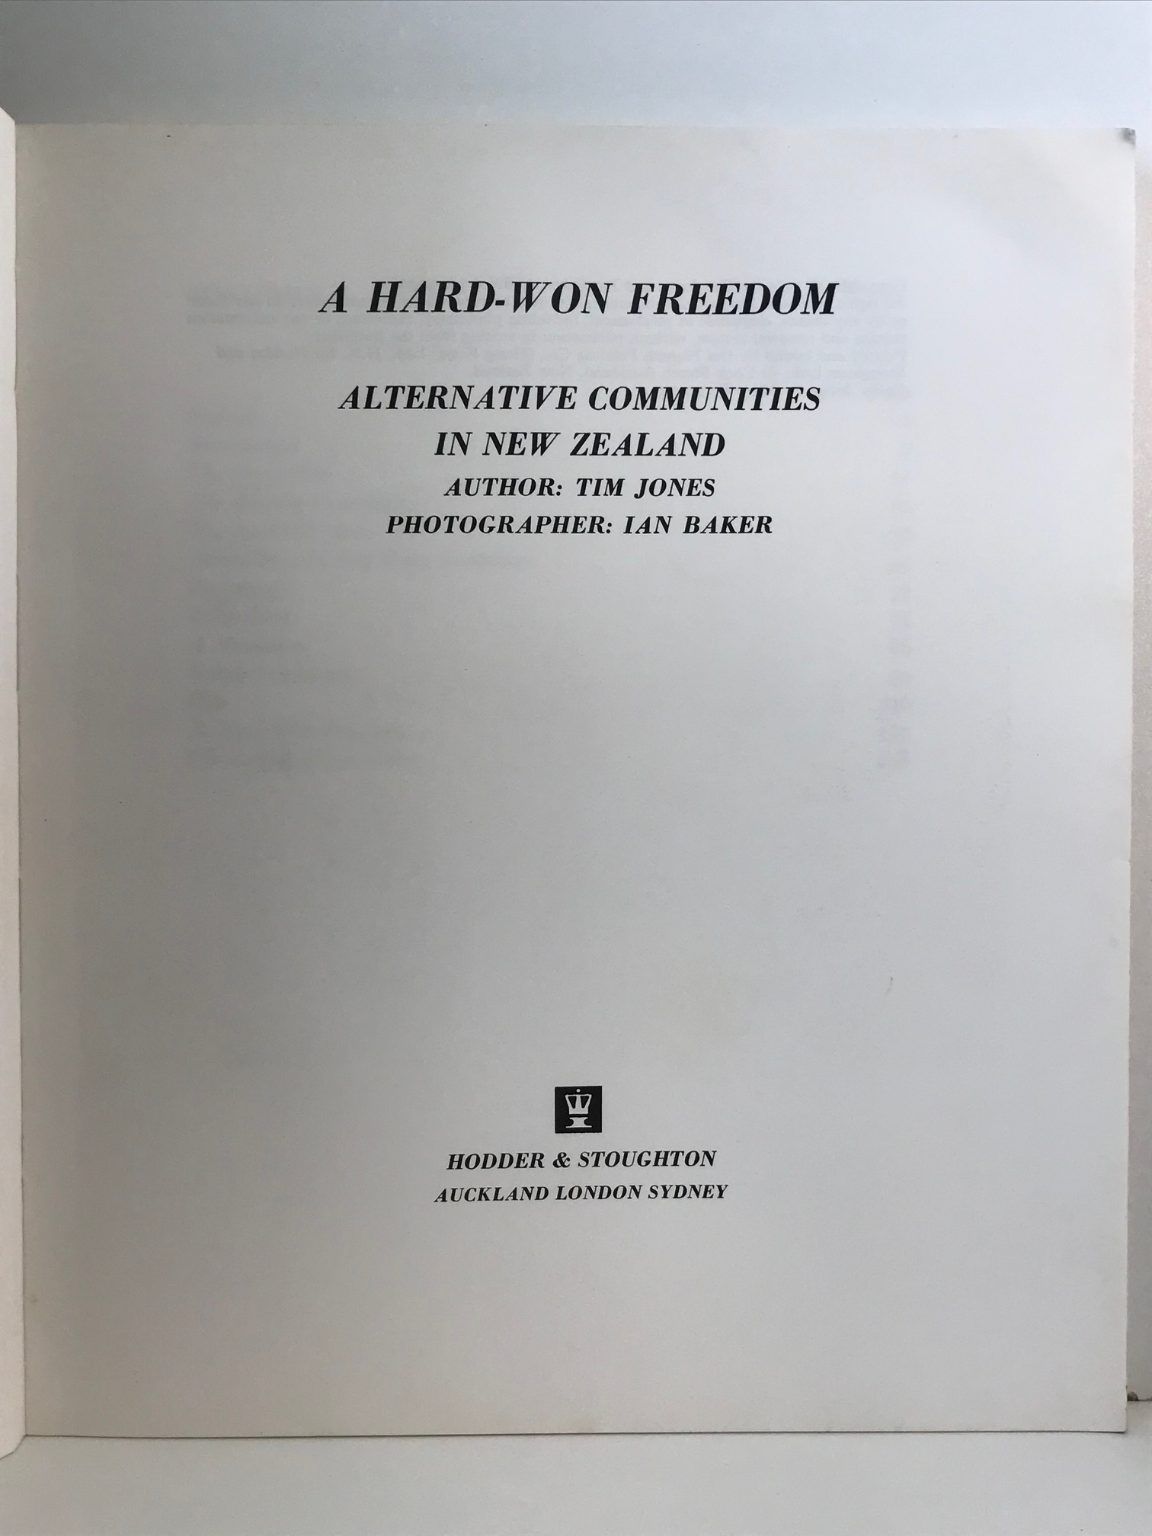 A HARD-WON FREEDOM
ALTERNATIVE COMMUNITIES
IN NEW ZEALAND
AUTHOR: TIM JONES
PHOTOGRAPHER: IAN BAKER
HODDER & STOUGHTON
AUCKLAND LONDON SYDNEY